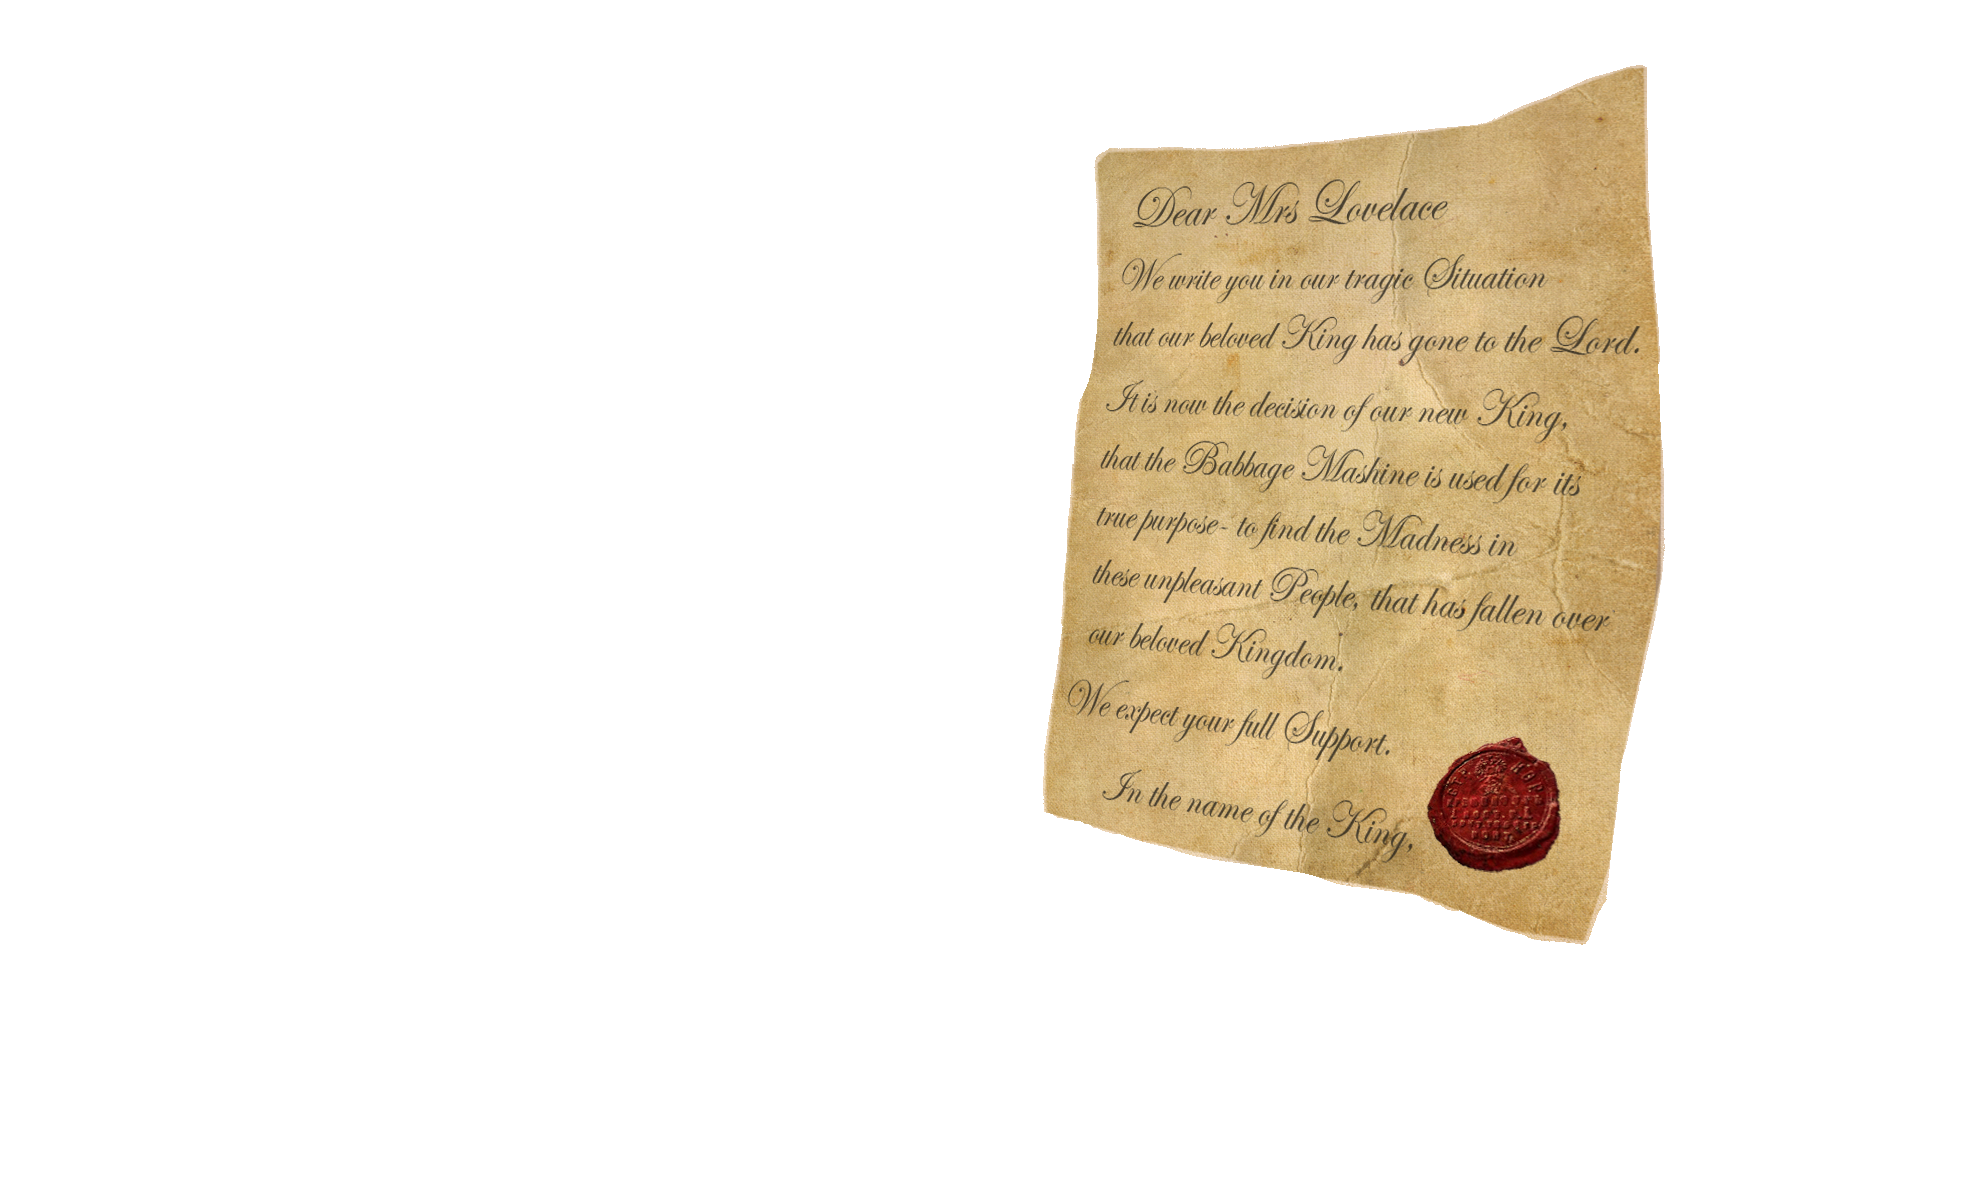 Dear Mrs Lovelace
We write you in our tragic Situation
that our beloved King has gone to the Lord.
It is now the decision of our new King,
that the Babbage Mashine is used for its
true purpose - to find the Madness in
these unpleasant People, that has fallen over
our beloved Kingdom.
We expect your full Support.
In the name of the King,